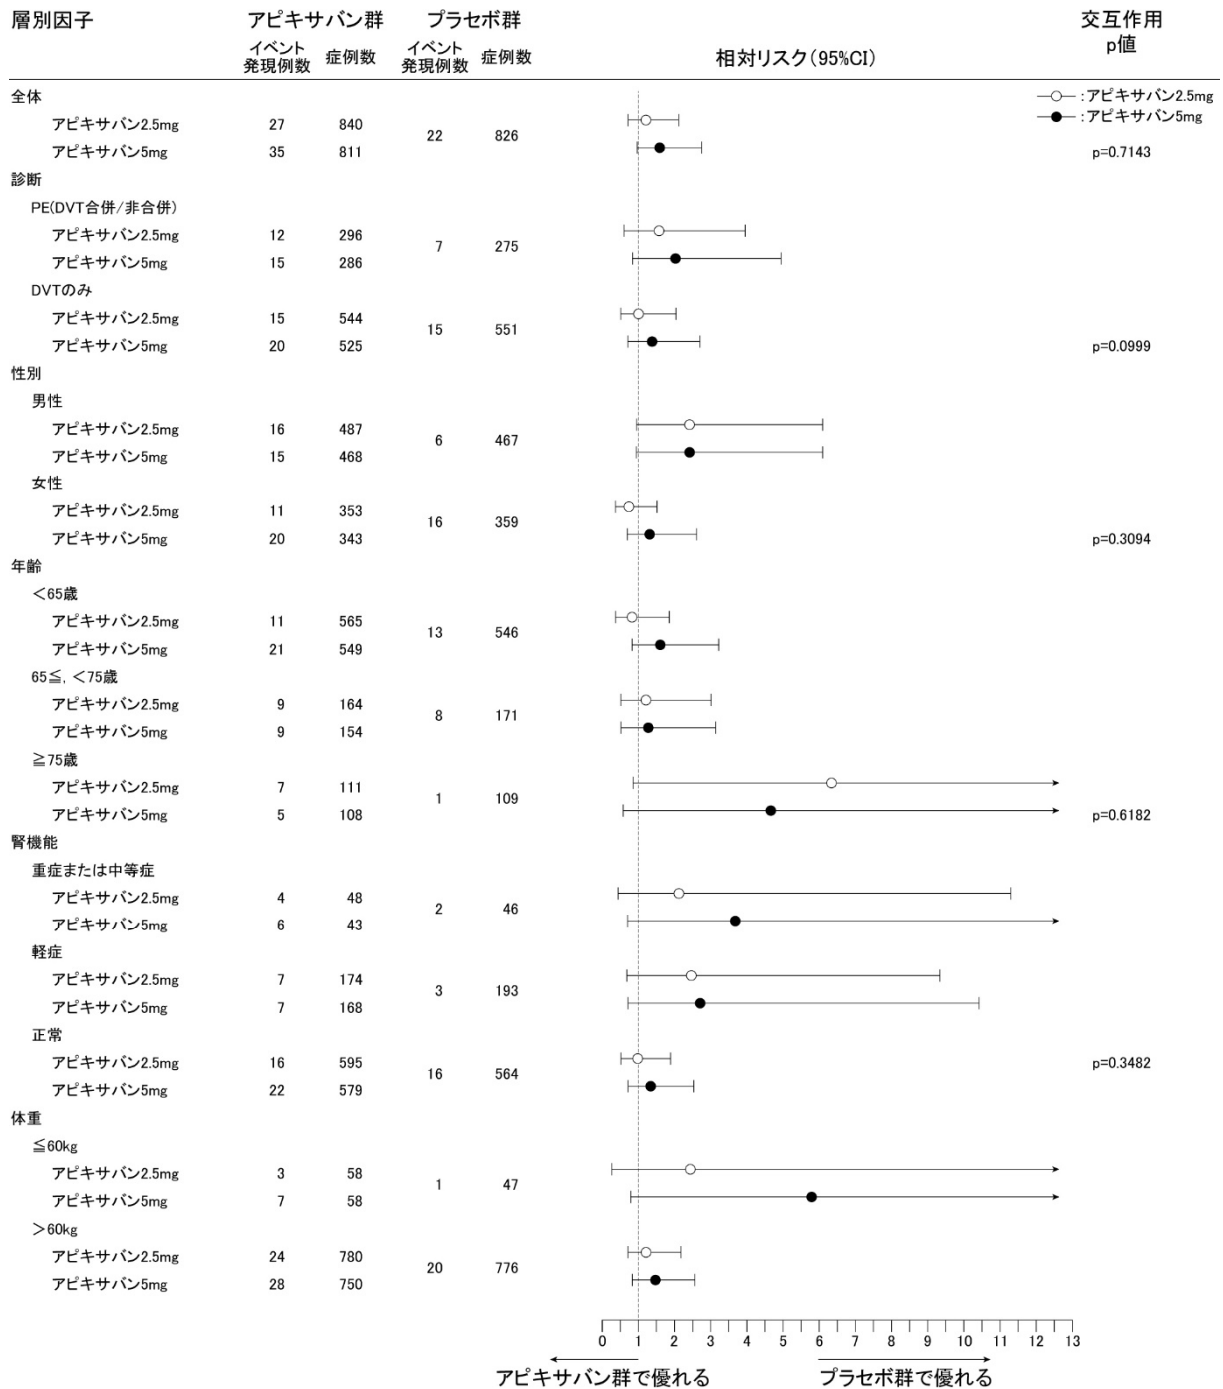 層別因子 アピキサバン群 プラセボ群 交互作用
p値
イベント
発現例数 症例数 イベント
発現例数 症例数 相対リスク(95%CI)
全体
:アピキサバン2.5mg
:アピキサバン5mg
アピキサバン2.5mg 27 840
22 826
アピキサバン5mg 35 811 p=0.7143
診断
PE(DVT合併/非合併)
アピキサバン2.5mg 12 296
7 275
アピキサバン5mg 15 286
DVTのみ
アピキサバン2.5mg 15 544
15 551
アピキサバン5mg 20 525 p=0.0999
性別
男性
アピキサバン2.5mg 16 487
6 467
アピキサバン5mg 15 468
女性
アピキサバン2.5mg 11 353
16 359
アピキサバン5mg 20 343 p=0.3094
年齢
<65歳
アピキサバン2.5mg 11 565
13 546
アピキサバン5mg 21 549
65≦, <75歳
アピキサバン2.5mg 9 164
8 171
アピキサバン5mg 9 154
≧75歳
アピキサバン2.5mg 7 111
1 109
アピキサバン5mg 5 108 p=0.6182
腎機能
重症または中等症
アピキサバン2.5mg 4 48
2 46
アピキサバン5mg 6 43
軽症
アピキサバン2.5mg 7 174
3 193
アピキサバン5mg 7 168
正常
アピキサバン2.5mg 16 595 p=0.3482
16 564
アピキサバン5mg 22 579
体重
≦60kg
アピキサバン2.5mg 3 58
1 47
アピキサバン5mg 7 58
>60kg
アピキサバン2.5mg 24 780
20 776
アピキサバン5mg 28 750
0 1 2 3 4 5 6 7 8 9 10 11 12 13
アピキサバン群で優れる プラセボ群で優れる